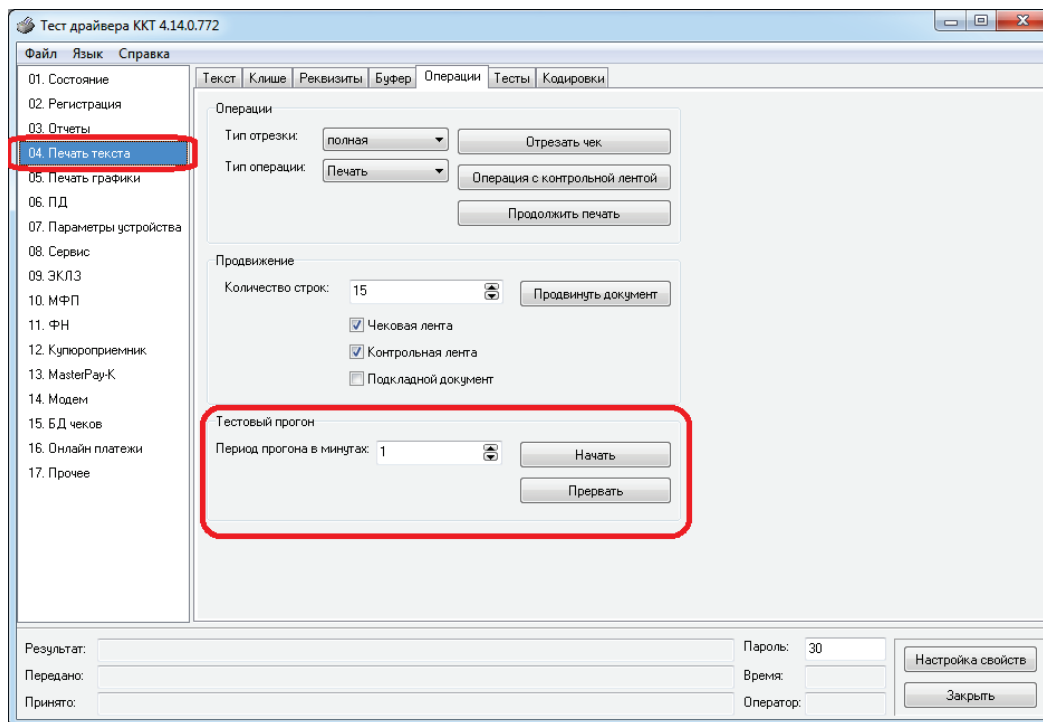 Тест драйвера ККТ 4.14.0.772
Файл Язык Справка
01. Состояние
02. Регистрация
03. Отчеты
04. Печать текста
05. Печать графики
06. ПД
07. Параметры устройства
08. Сервис
09. ЭКЛЗ
10. МФП
11. ФН
12. Купюроприемник
13. MasterPay-K
14. Модем
15. БД чеков
16. Онлайн платежи
17. Прочее
Текст Клише Реквизиты Буфер Операции Тесты Кодировки
Операции
Тип отрезки: полная Отрезать чек
Тип операции: Печать Операция с контрольной лентой
Продолжить печать
Продвижение
Количество строк: 15 Продвинуть документ
Чековая лента
Контрольная лента
Подкладной документ
Тестовый прогон
Период прогона в минутах: 1 Начать
Прервать
Результат: Пароль: 30 Настройка свойств
Передано: Время:
Принято: Оператор: Закрыть